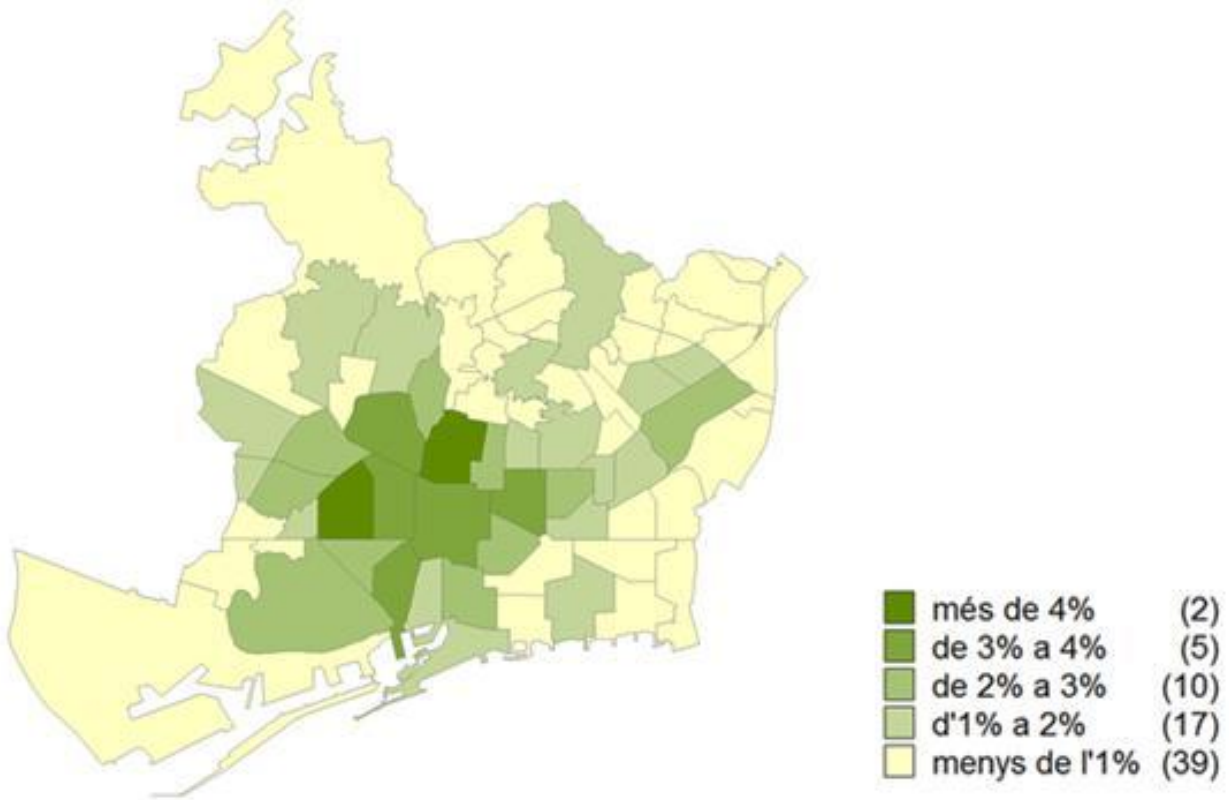 més de 4% (2)
de 3% a 4% (5)
de 2% a 3% (10)
d'1% a 2% (17)
menys de l'1% (39)